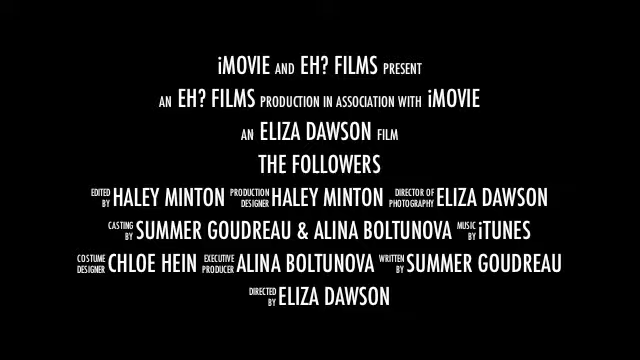 iMOVIE AND EH? FILMS PRESENT
AN EH? FILMS PRODUCTION IN ASSOCIATION WITH iMOVIE
AN ELIZA DAWSON FILM
THE FOLLOWERS
EDITED BY HALEY MINTON PRODUCTION DESIGNER HALEY MINTON DIRECTOR OF PHOTOGRAPHY ELIZA DAWSON
CASTING BY SUMMER GOUDREAU & ALINA BOLTUNOVA MUSIC BY iTUNES
COSTUME DESIGNER CHLOE HEIN EXECUTIVE PRODUCER ALINA BOLTUNOVA WRITTEN BY SUMMER GOUDREAU
DIRECTED BY ELIZA DAWSON